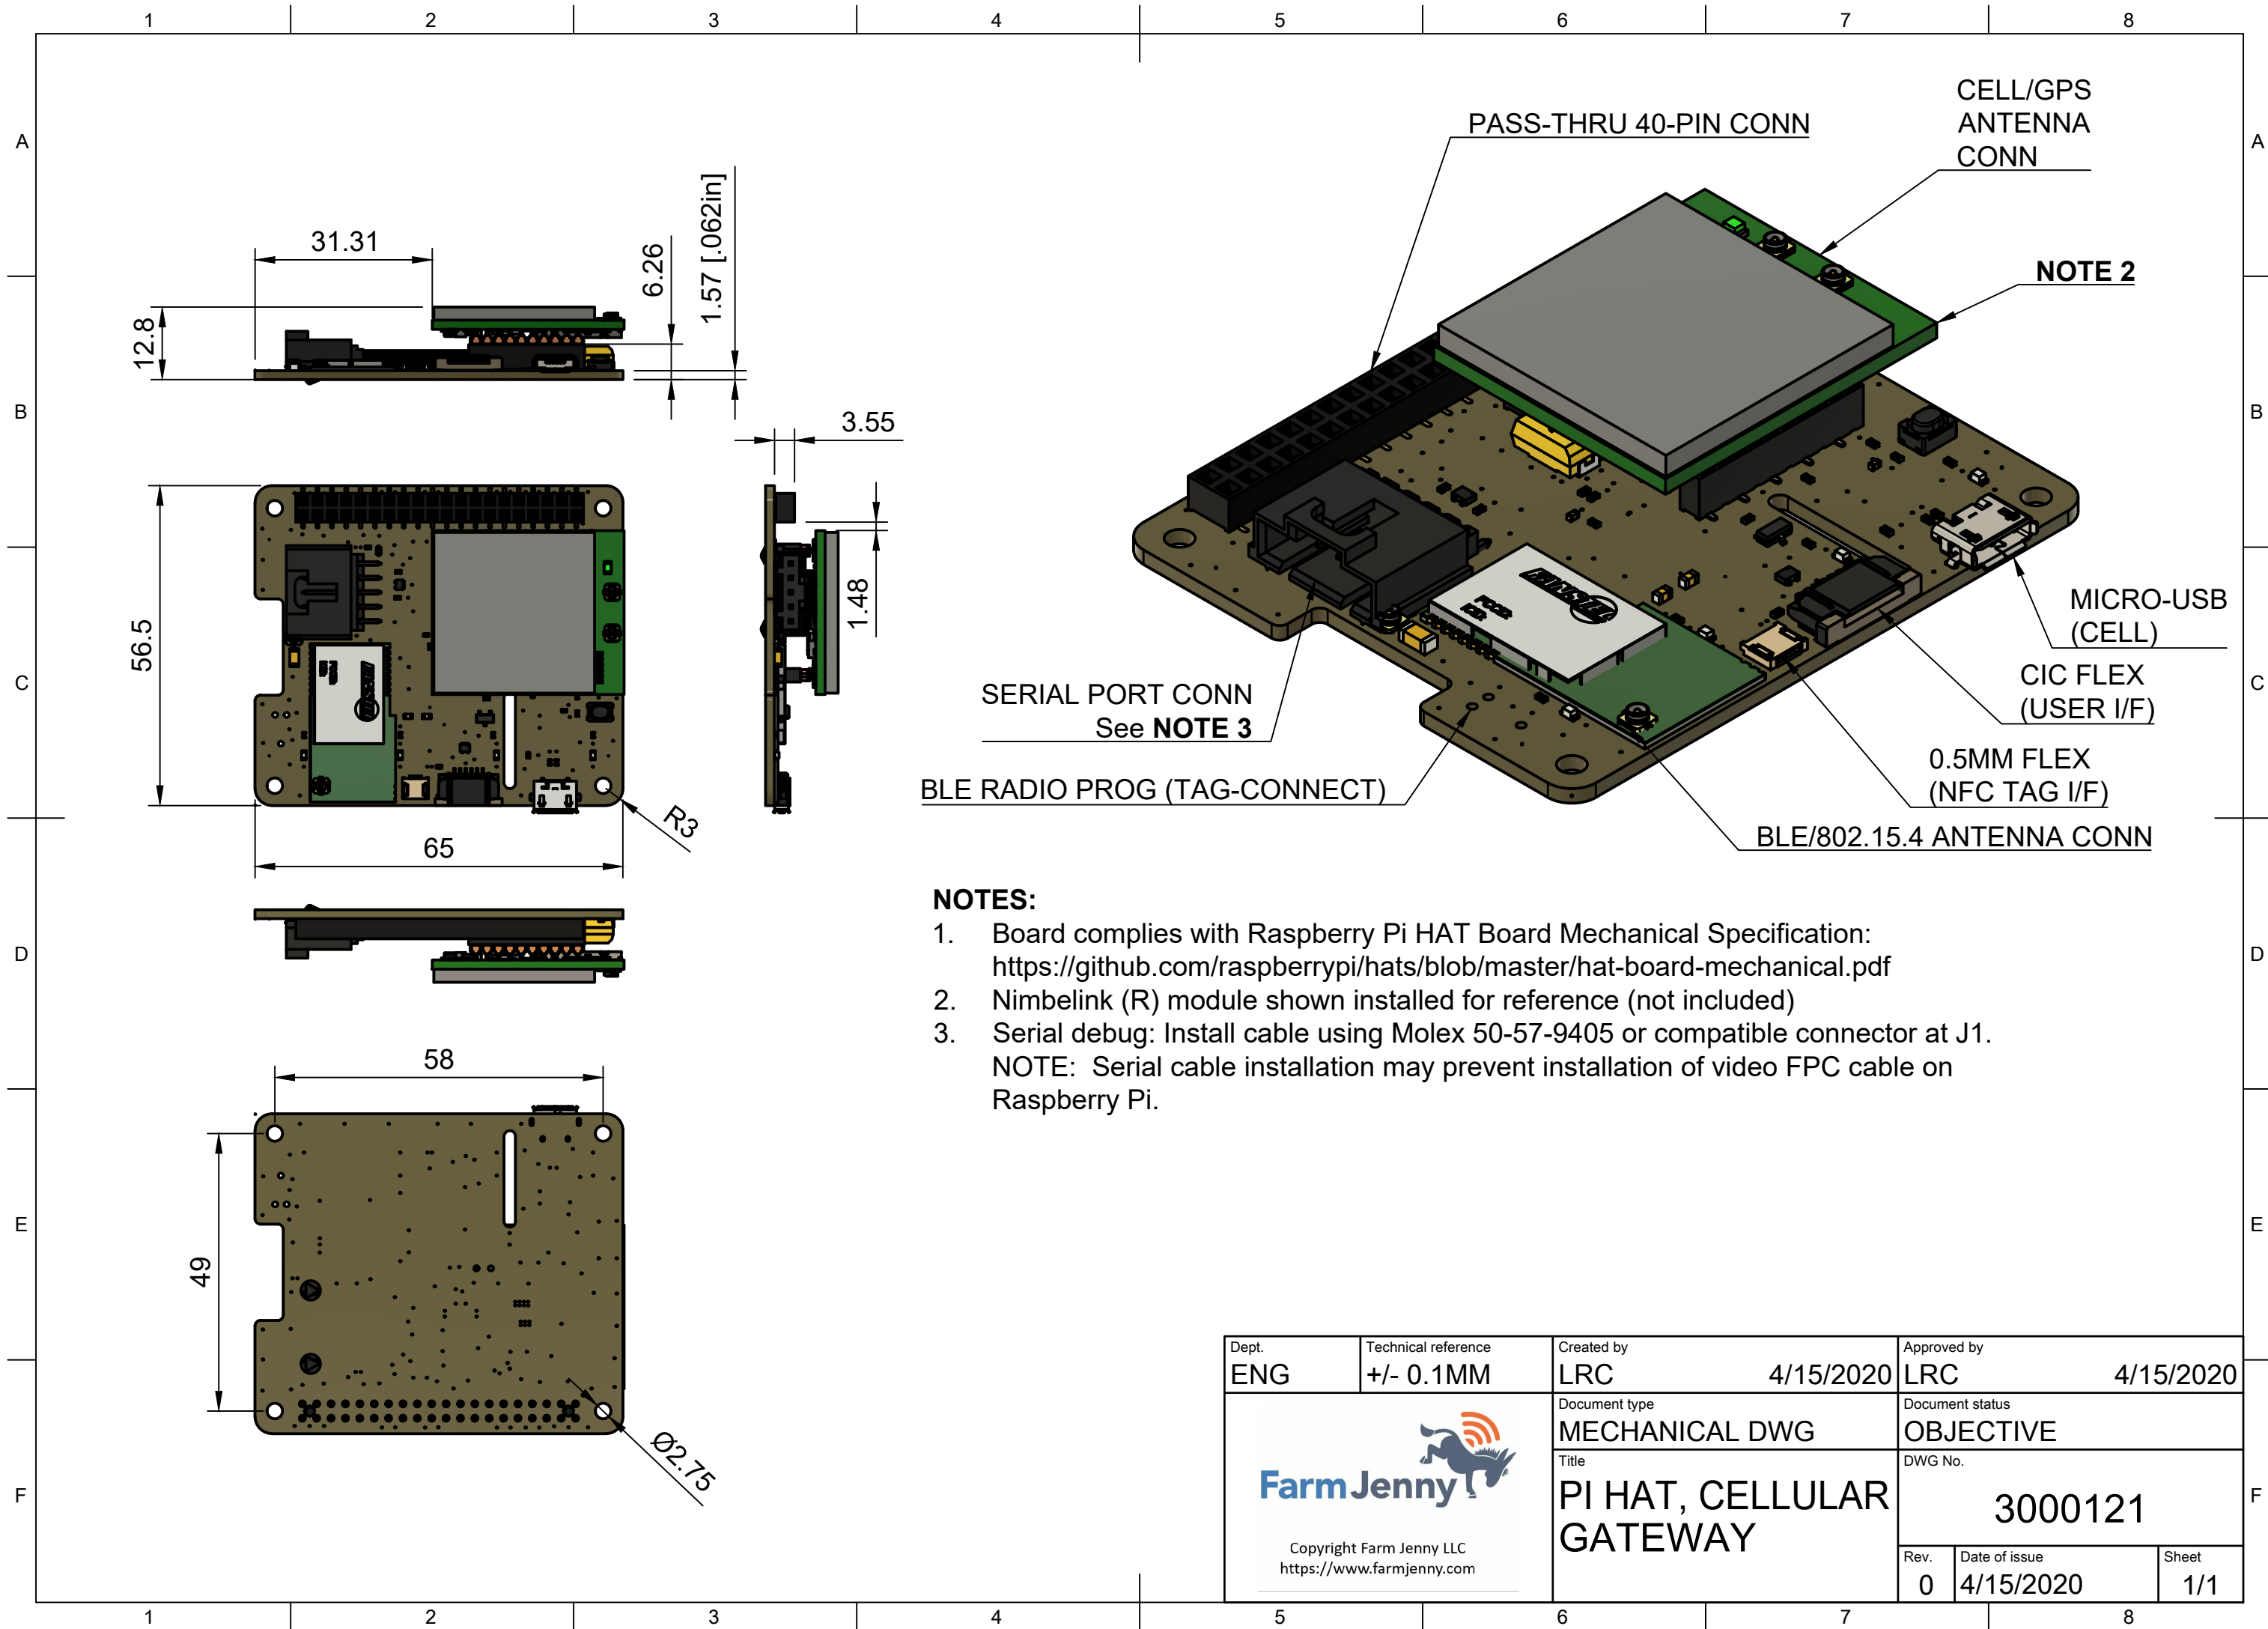 1 2 3 4 5 6 7 8
A A
B B
C C
D D
E E
F F
31.31
12.8
6.26
1.57 [.062in]
3.55
56.5
1.48
R3
65
58
49
Ø2.75
PASS-THRU 40-PIN CONN
CELL/GPS
ANTENNA
CONN
NOTE 2
MICRO-USB
(CELL)
CIC FLEX
(USER I/F)
0.5MM FLEX
(NFC TAG I/F)
BLE/802.15.4 ANTENNA CONN
SERIAL PORT CONN
See NOTE 3
BLE RADIO PROG (TAG-CONNECT)
NOTES:
1. Board complies with Raspberry Pi HAT Board Mechanical Specification:
https://github.com/raspberrypi/hats/blob/master/hat-board-mechanical.pdf
2. Nimbelink (R) module shown installed for reference (not included)
3. Serial debug: Install cable using Molex 50-57-9405 or compatible connector at J1.
NOTE: Serial cable installation may prevent installation of video FPC cable on
Raspberry Pi.
Dept.
ENG
Technical reference
+/- 0.1MM
Created by
LRC 4/15/2020
Approved by
LRC 4/15/2020
Document type
MECHANICAL DWG
Document status
OBJECTIVE
Title
PI HAT, CELLULAR
GATEWAY
DWG No.
3000121
Rev.
0
Date of issue
4/15/2020
Sheet
1/1
FarmJenny
Copyright Farm Jenny LLC
https://www.farmjenny.com
1 2 3 4 5 6 7 8